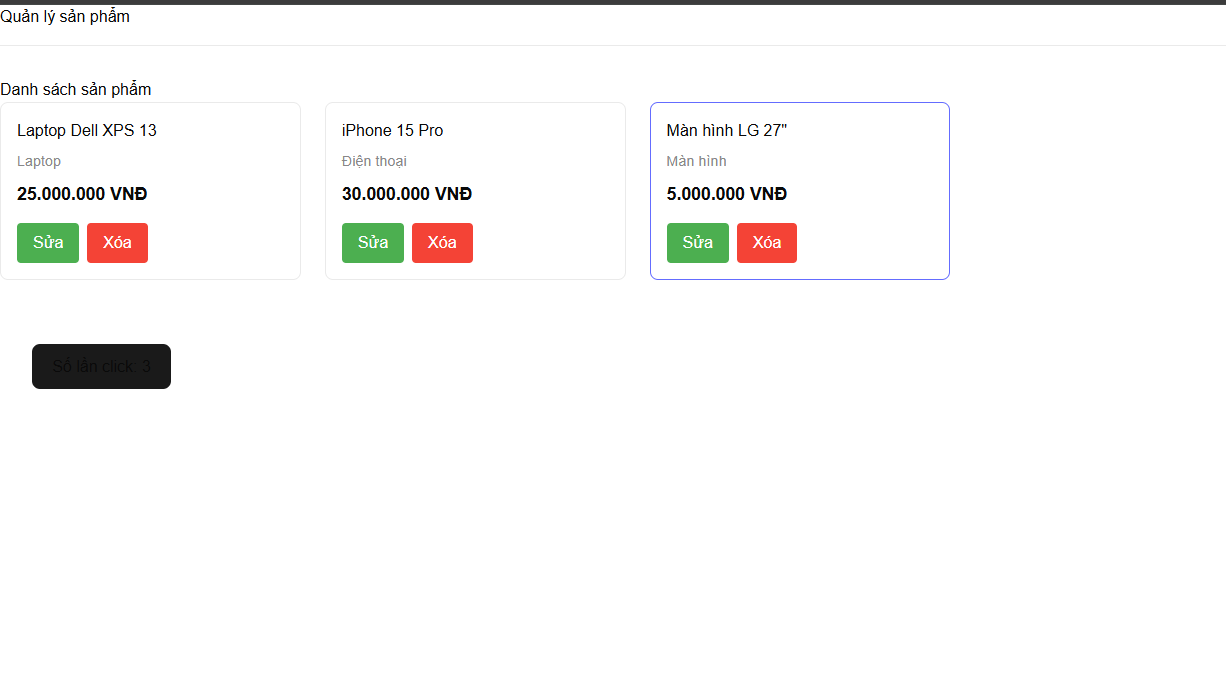 Quản lý sản phẩm
Danh sách sản phẩm
Laptop Dell XPS 13
Laptop
25.000.000 VNĐ
Sửa Xóa
iPhone 15 Pro
Điện thoại
30.000.000 VNĐ
Sửa Xóa
Màn hình LG 27"
Màn hình
5.000.000 VNĐ
Sửa Xóa
Số lần click: 3